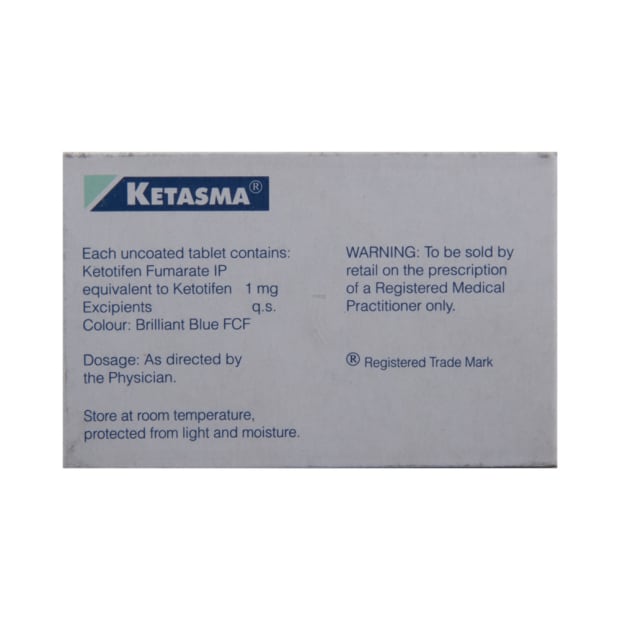 KETASMA®
Each uncoated tablet contains:
Ketotifen Fumarate IP
equivalent to Ketotifen 1 mg
Excipients q.s.
Colour: Brilliant Blue FCF
Dosage: As directed by
the Physician.
Store at room temperature,
protected from light and moisture.
WARNING: To be sold by
retail on the prescription
of a Registered Medical
Practitioner only.
® Registered Trade Mark